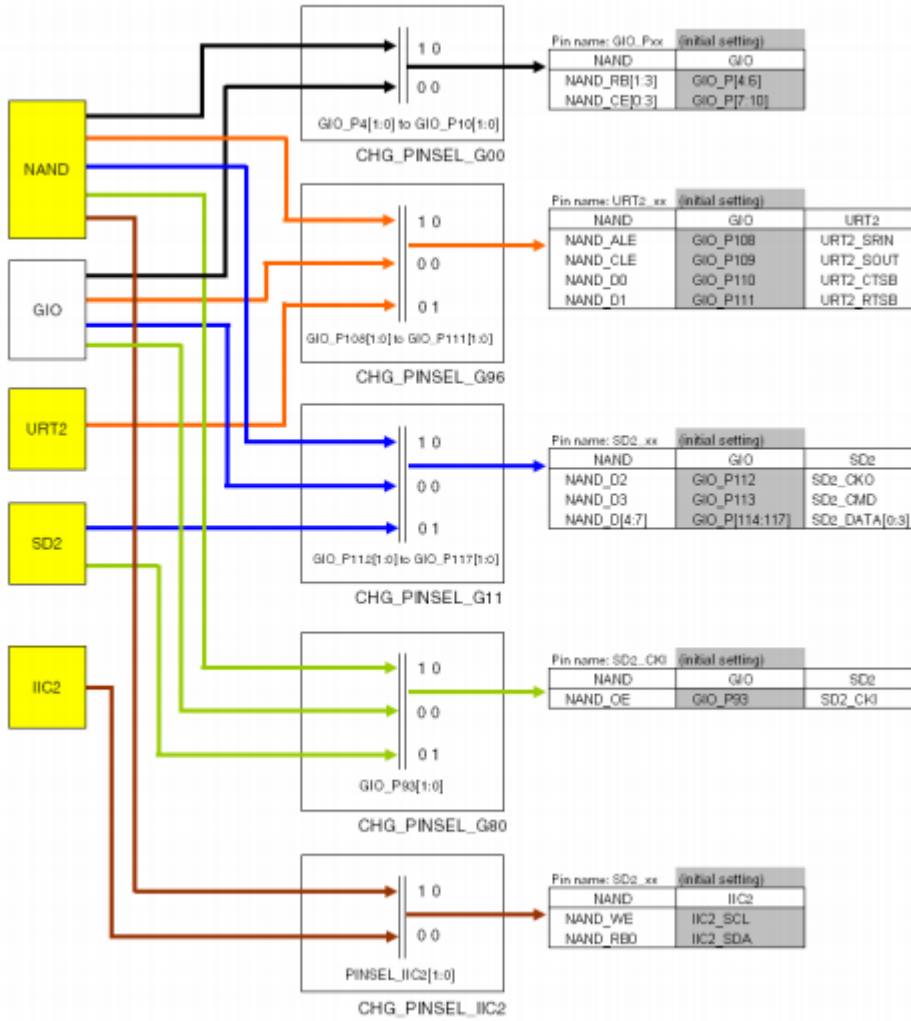 NAND
GIO
URT2
SD2
IIC2
1 0
0 0
GIO_P4[1:0] to GIO_P10[1:0]
CHG_PINSEL_G00
Pin name: GIO_Pxx (initial setting)
NAND GIO
NAND_RB[1:3] GIO_P[4:6]
NAND_CE[0:3] GIO_P[7:10]
1 0
0 0
0 1
GIO_P108[1:0] to GIO_P111[1:0]
CHG_PINSEL_G96
Pin name: URT2_xx (initial setting)
NAND GIO URT2
NAND_ALE GIO_P108 URT2_SRIN
NAND_CLE GIO_P109 URT2_SOUT
NAND_D0 GIO_P110 URT2_CTSB
NAND_D1 GIO_P111 URT2_RTSB
1 0
0 0
0 1
GIO_P112[1:0] to GIO_P117[1:0]
CHG_PINSEL_G11
Pin name: SD2_xx (initial setting)
NAND GIO SD2
NAND_D2 GIO_P112 SD2_CKO
NAND_D3 GIO_P113 SD2_CMD
NAND_D[4:7] GIO_P[114:117] SD2_DATA[0:3]
1 0
0 0
0 1
GIO_P93[1:0]
CHG_PINSEL_G80
Pin name: SD2_CKI (initial setting)
NAND GIO SD2
NAND_OE GIO_P93 SD2_CKI
1 0
0 0
PINSEL_IIC2[1:0]
CHG_PINSEL_IIC2
Pin name: SD2_xx (initial setting)
NAND IIC2
NAND_WE IIC2_SCL
NAND_RB0 IIC2_SDA